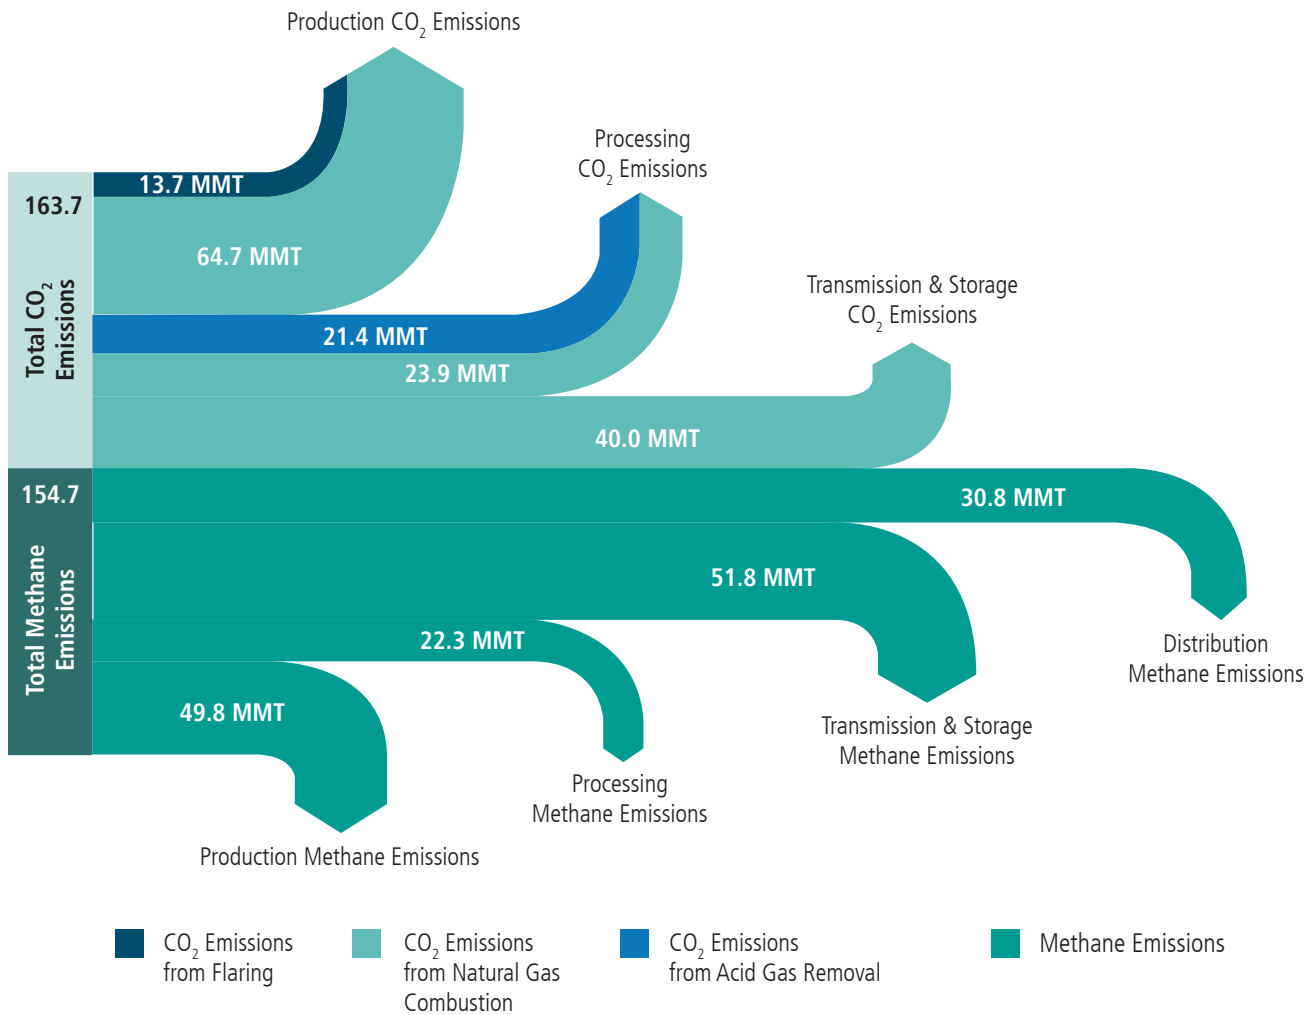 Production CO₂ Emissions
Processing
CO₂ Emissions
13.7 MMT
163.7
64.7 MMT
Transmission & Storage
CO₂ Emissions
Total CO₂
Emissions
21.4 MMT
23.9 MMT
40.0 MMT
154.7
30.8 MMT
Total Methane
Emissions
51.8 MMT
22.3 MMT
Distribution
Methane Emissions
49.8 MMT
Transmission & Storage
Methane Emissions
Processing
Methane Emissions
Production Methane Emissions
CO₂ Emissions
from Flaring
CO₂ Emissions
from Natural Gas
Combustion
CO₂ Emissions
from Acid Gas Removal
Methane Emissions